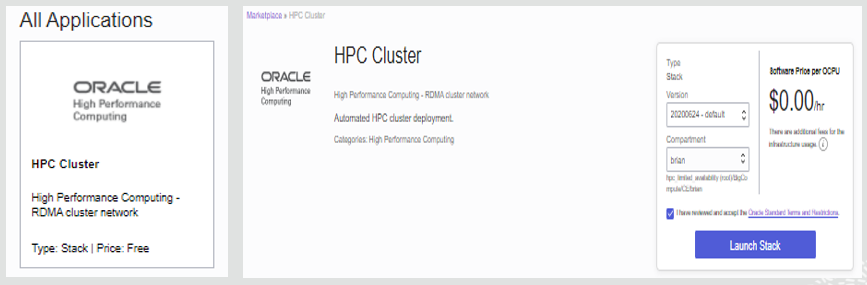 All Applications
ORACLE
High Performance
Computing
HPC Cluster
High Performance Computing -
RDMA cluster network
Type: Stack | Price: Free
Marketplace » HPC Cluster
ORACLE
High Performance
Computing
HPC Cluster
High Performance Computing - RDMA cluster network
Automated HPC cluster deployment.
Categories: High Performance Computing
Type
Stack
Version
20200624 - default
Compartment
brian
hpc_limited_availability (root)/BigCo
mpute/CE/brian
Software Price per OCPU
$0.00/hr
There are additional fees for the
infrastructure usage.
I have reviewed and accept the Oracle Standard Terms and Restrictions.
Launch Stack